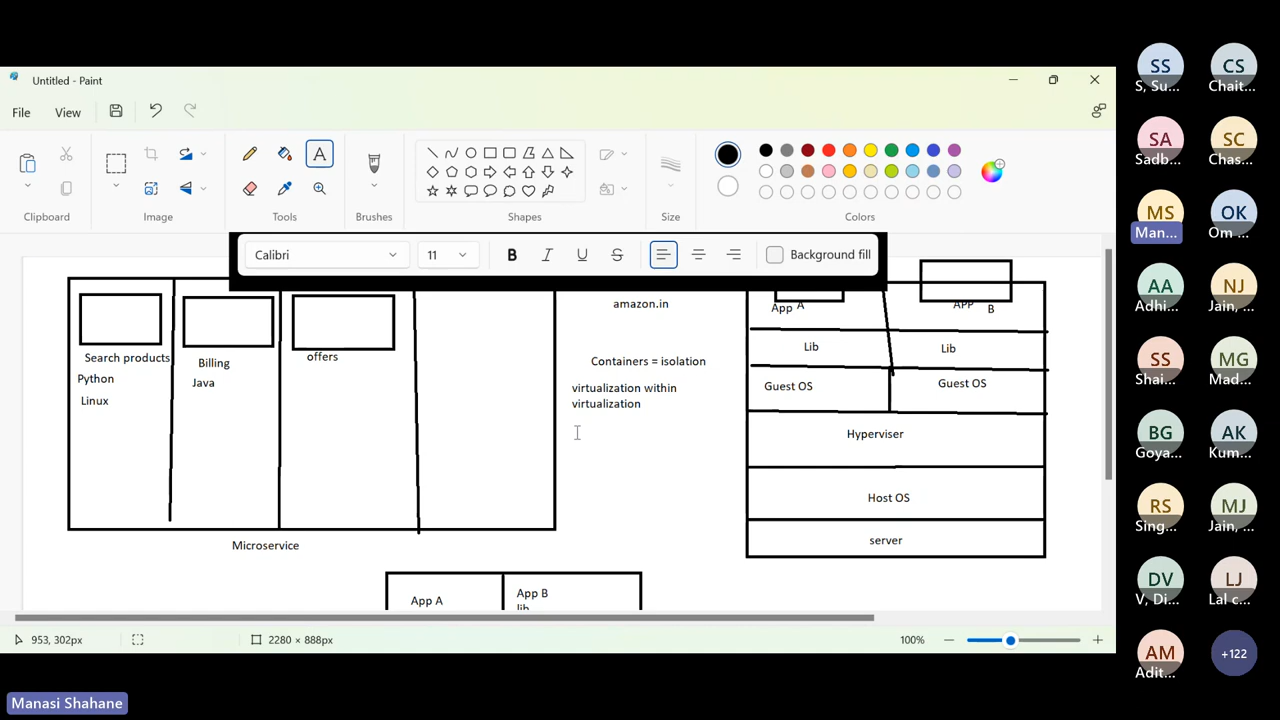 Untitled - Paint
File View
Clipboard
Image
Tools
Brushes
Shapes
Size
Colors
Calibri 11 B I U S Background fill
Search products
Python
Linux
Billing
Java
offers
Microservice
amazon.in
Containers = isolation
virtualization within
virtualization
App A
APP B
Lib
Lib
Guest OS
Guest OS
Hyperviser
Host OS
server
App A
App B
lib
953, 302px
2280 × 888px
100%
SS
S, Su...
CS
Chait...
SA
Sadb...
SC
Chas...
MS
Man...
OK
Om ...
AA
Adhi...
NJ
Jain, ...
SS
Shai...
MG
Mad...
BG
Goya...
AK
Kum...
RS
Sing...
MJ
Jain, ...
DV
V, Di...
LJ
Lal c...
AM
Adit...
+122
Manasi Shahane